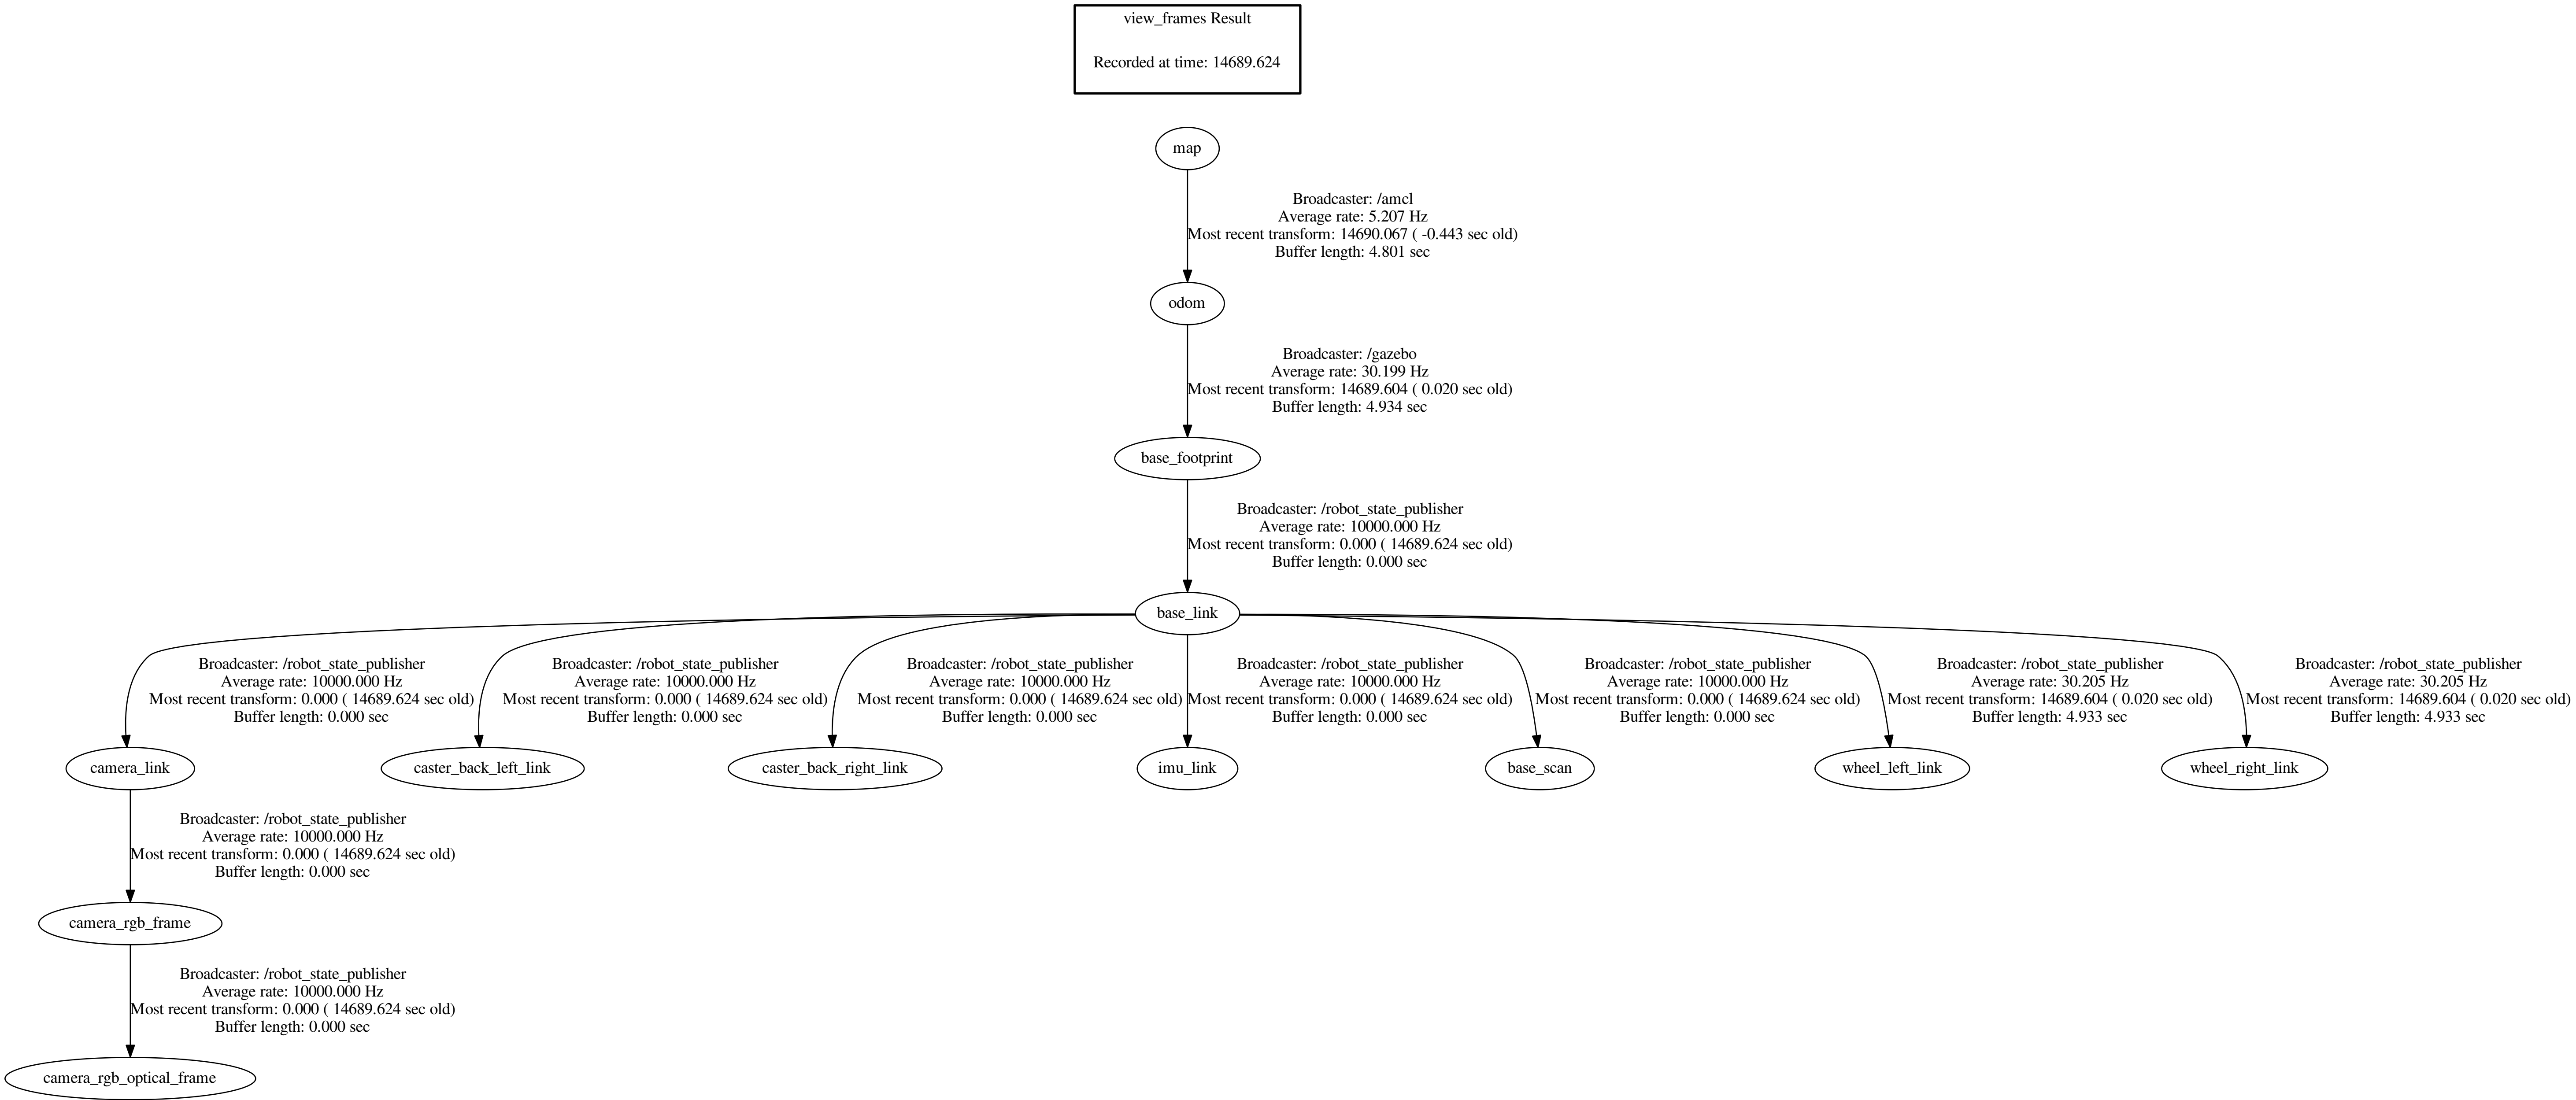 view_frames Result
Recorded at time: 14689.624
map
Broadcaster: /amcl
Average rate: 5.207 Hz
Most recent transform: 14690.067 ( -0.443 sec old)
Buffer length: 4.801 sec
odom
Broadcaster: /gazebo
Average rate: 30.199 Hz
Most recent transform: 14689.604 ( 0.020 sec old)
Buffer length: 4.934 sec
base_footprint
Broadcaster: /robot_state_publisher
Average rate: 10000.000 Hz
Most recent transform: 0.000 ( 14689.624 sec old)
Buffer length: 0.000 sec
base_link
Broadcaster: /robot_state_publisher
Average rate: 10000.000 Hz
Most recent transform: 0.000 ( 14689.624 sec old)
Buffer length: 0.000 sec
Broadcaster: /robot_state_publisher
Average rate: 10000.000 Hz
Most recent transform: 0.000 ( 14689.624 sec old)
Buffer length: 0.000 sec
Broadcaster: /robot_state_publisher
Average rate: 10000.000 Hz
Most recent transform: 0.000 ( 14689.624 sec old)
Buffer length: 0.000 sec
Broadcaster: /robot_state_publisher
Average rate: 10000.000 Hz
Most recent transform: 0.000 ( 14689.624 sec old)
Buffer length: 0.000 sec
Broadcaster: /robot_state_publisher
Average rate: 10000.000 Hz
Most recent transform: 0.000 ( 14689.624 sec old)
Buffer length: 0.000 sec
Broadcaster: /robot_state_publisher
Average rate: 30.205 Hz
Most recent transform: 14689.604 ( 0.020 sec old)
Buffer length: 4.933 sec
Broadcaster: /robot_state_publisher
Average rate: 30.205 Hz
Most recent transform: 14689.604 ( 0.020 sec old)
Buffer length: 4.933 sec
camera_link
caster_back_left_link
caster_back_right_link
imu_link
base_scan
wheel_left_link
wheel_right_link
Broadcaster: /robot_state_publisher
Average rate: 10000.000 Hz
Most recent transform: 0.000 ( 14689.624 sec old)
Buffer length: 0.000 sec
camera_rgb_frame
Broadcaster: /robot_state_publisher
Average rate: 10000.000 Hz
Most recent transform: 0.000 ( 14689.624 sec old)
Buffer length: 0.000 sec
camera_rgb_optical_frame